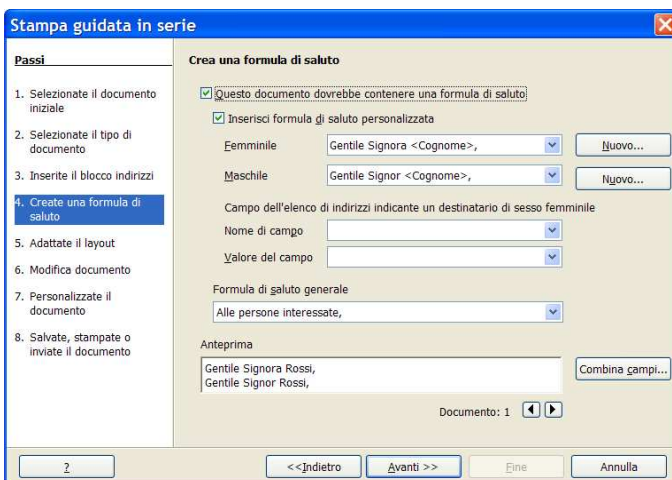 Stampa guidata in serie
Passi
1. Selezionate il documento
iniziale
2. Selezionate il tipo di
documento
3. Inserite il blocco indirizzi
4. Create una formula di
saluto
5. Adattate il layout
6. Modifica documento
7. Personalizzate il
documento
8. Salvate, stampate o
inviate il documento
Crea una formula di saluto
Questo documento dovrebbe contenere una formula di saluto
Inserisci formula di saluto personalizzata
Femminile Gentile Signora <Cognome>, Nuovo...
Maschile Gentile Signor <Cognome>, Nuovo...
Campo dell'elenco di indirizzi indicante un destinatario di sesso femminile
Nome di campo
Valore del campo
Formula di saluto generale
Alle persone interessate,
Anteprima
Gentile Signora Rossi,
Gentile Signor Rossi,
Combina campi...
Documento: 1
? <<Indietro Avanti >> Fine Annulla